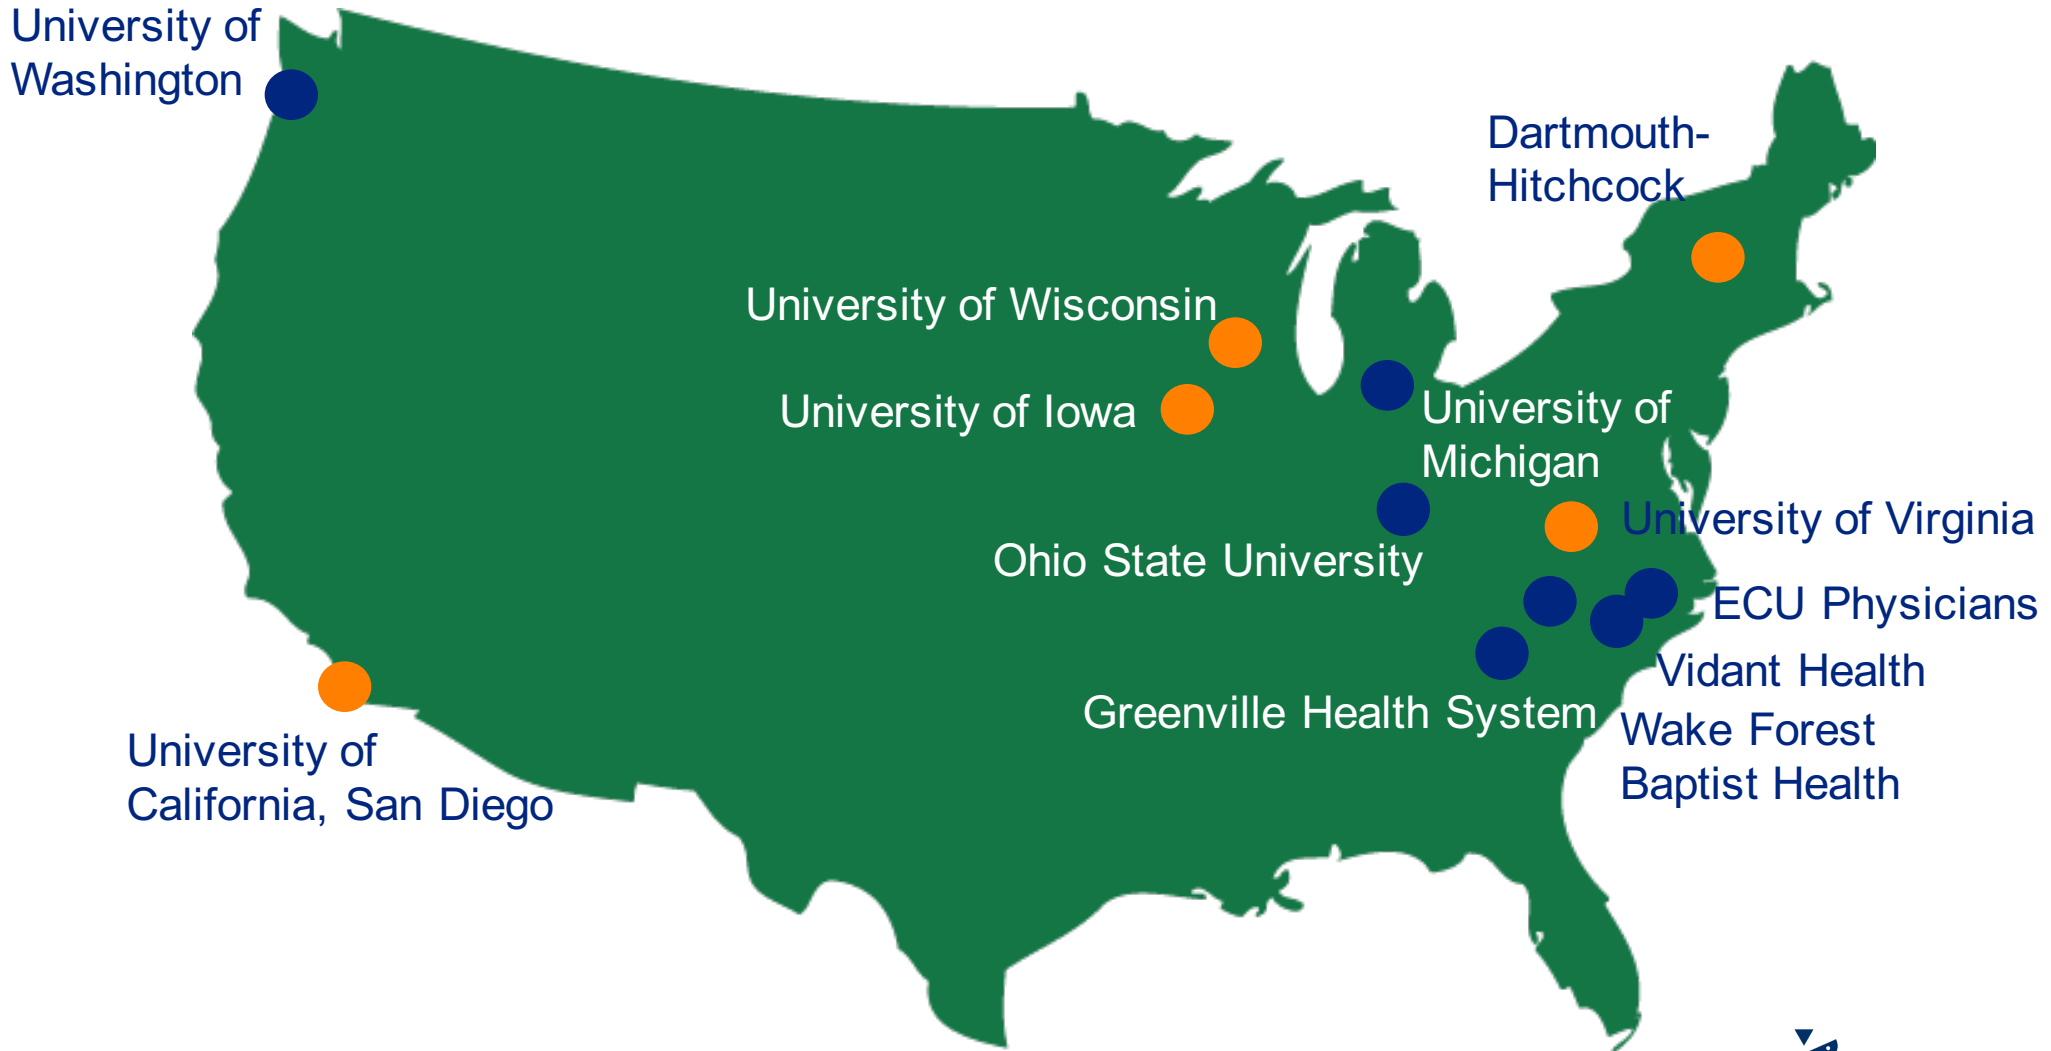 University of
Washington
Dartmouth-
Hitchcock
University of Wisconsin
University of Iowa
University of
Michigan
University of Virginia
Ohio State University
ECU Physicians
Vidant Health
Greenville Health System
Wake Forest
Baptist Health
University of
California, San Diego